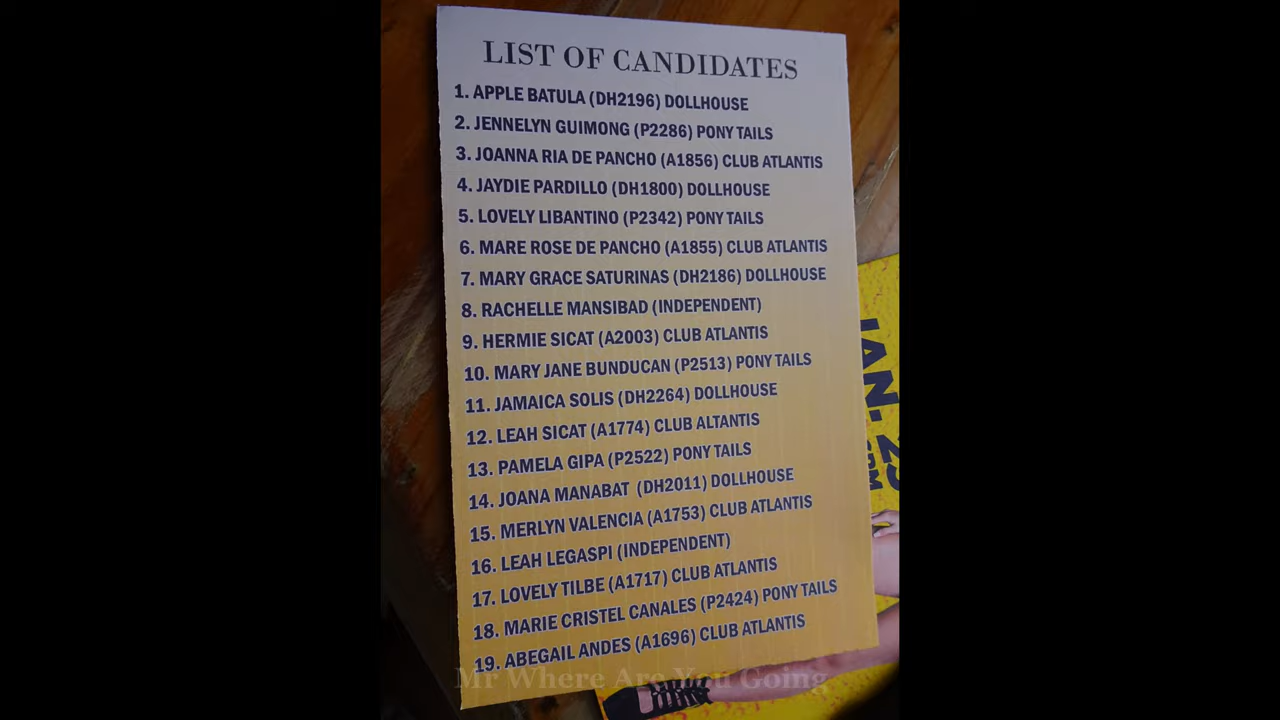 LIST OF CANDIDATES
1. APPLE BATULA (DH2196) DOLLHOUSE
2. JENNELYN GUIMONG (P2286) PONY TAILS
3. JOANNA RIA DE PANCHO (A1856) CLUB ATLANTIS
4. JAYDIE PARDILLO (DH1800) DOLLHOUSE
5. LOVELY LIBANTINO (P2342) PONY TAILS
6. MARE ROSE DE PANCHO (A1855) CLUB ATLANTIS
7. MARY GRACE SATURINAS (DH2186) DOLLHOUSE
8. RACHELLE MANSIBAD (INDEPENDENT)
9. HERMIE SICAT (A2003) CLUB ATLANTIS
10. MARY JANE BUNDUCAN (P2513) PONY TAILS
11. JAMAICA SOLIS (DH2264) DOLLHOUSE
12. LEAH SICAT (A1774) CLUB ALTANTIS
13. PAMELA GIPA (P2522) PONY TAILS
14. JOANA MANABAT (DH2011) DOLLHOUSE
15. MERLYN VALENCIA (A1753) CLUB ATLANTIS
16. LEAH LEGASPI (INDEPENDENT)
17. LOVELY TILBE (A1717) CLUB ATLANTIS
18. MARIE CRISTEL CANALES (P2424) PONY TAILS
19. ABEGAIL ANDES (A1696) CLUB ATLANTIS
JAN. 25
Mr Where Are You Going